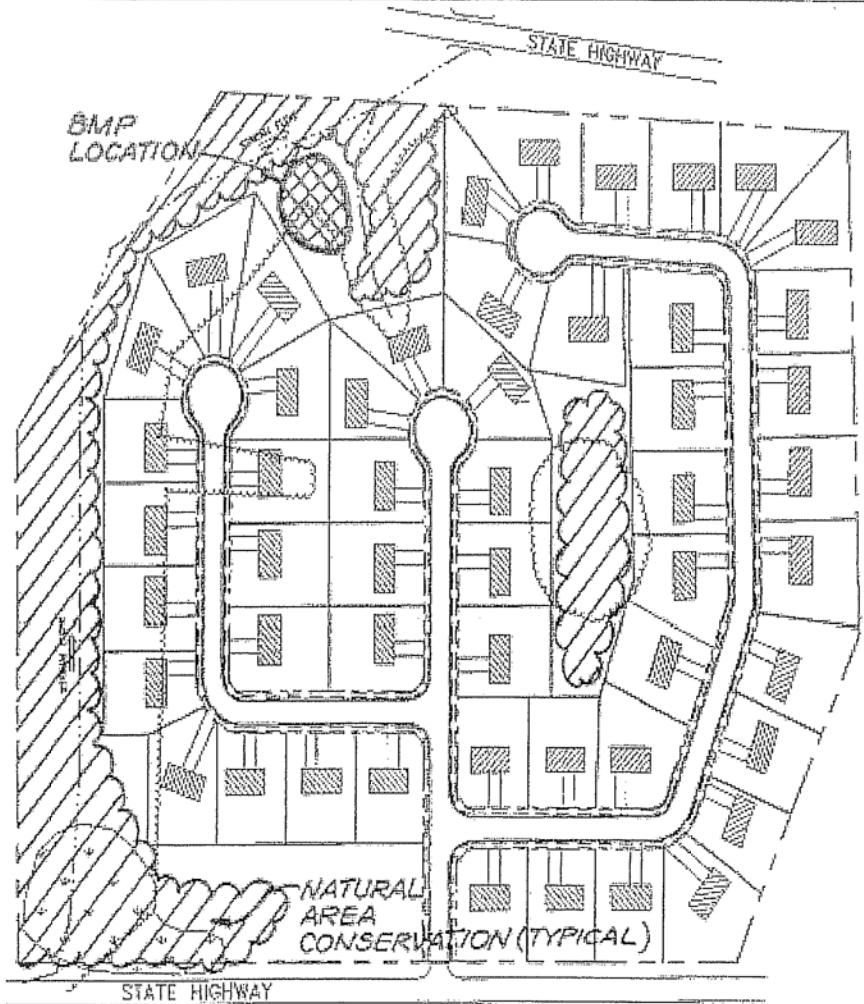 STATE HIGHWAY
BMP
LOCATION
NATURAL
AREA
CONSERVATION (TYPICAL)
STATE HIGHWAY